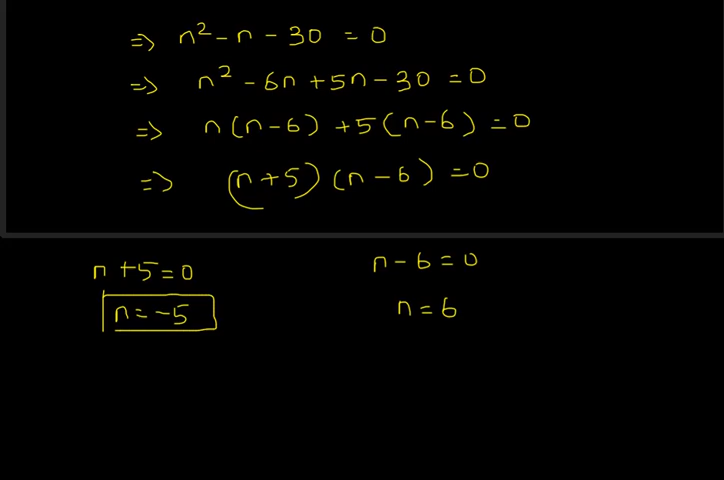 => n² - n - 30 = 0
=> n² - 6n + 5n - 30 = 0
=> n(n-6) + 5(n-6) = 0
=> (n+5)(n-6) = 0
n+5=0
n-6=0
n=-5
n=6